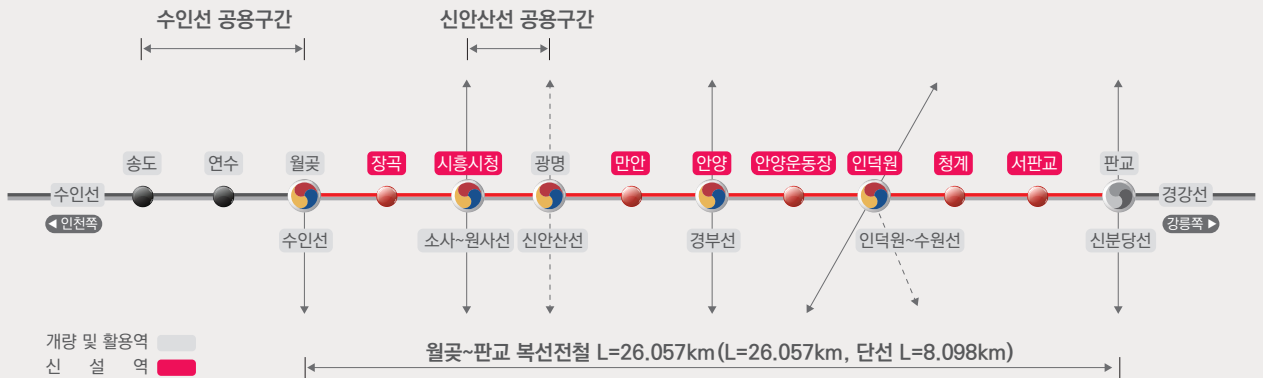 수인선 공용구간
신안산선 공용구간
송도
연수
월곶
장곡
시흥시청
광명
만안
안양
안양운동장
인덕원
청계
서판교
판교
수인선
◀ 인천쪽
경강선
강릉쪽 ▶
수인선
소사~원사선
신안산선
경부선
인덕원~수원선
신분당선
개량 및 활용역
신 설 역
월곶~판교 복선전철 L=26.057km(L=26.057km, 단선 L=8.098km)